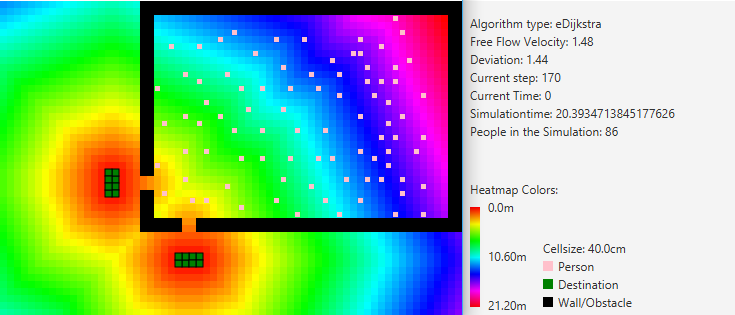 Algorithm type: eDijkstra
Free Flow Velocity: 1.48
Deviation: 1.44
Current step: 170
Current Time: 0
Simulationtime: 20.3934713845177626
People in the Simulation: 86
Heatmap Colors:
0.0m
10.60m
21.20m
Cellsize: 40.0cm
Person
Destination
Wall/Obstacle